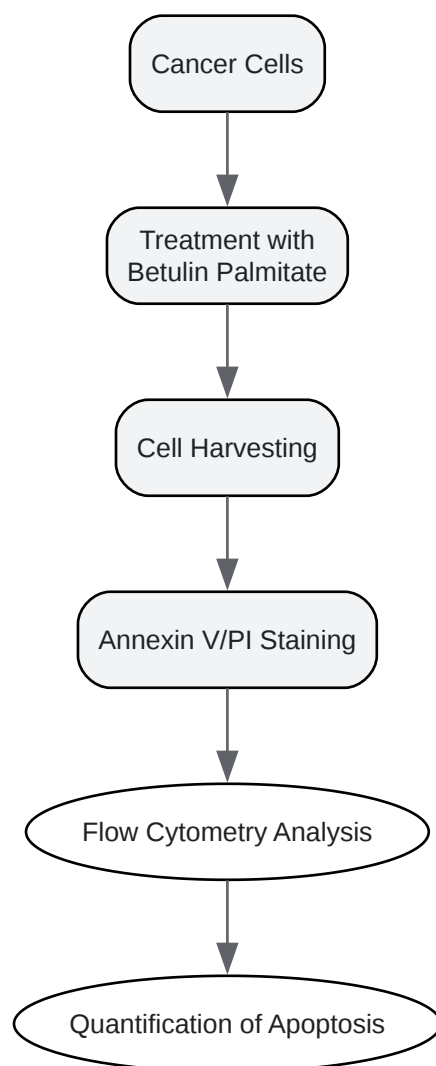 Cancer Cells
Treatment with
Betulin Palmitate
Cell Harvesting
Annexin V/PI Staining
Flow Cytometry Analysis
Quantification of Apoptosis